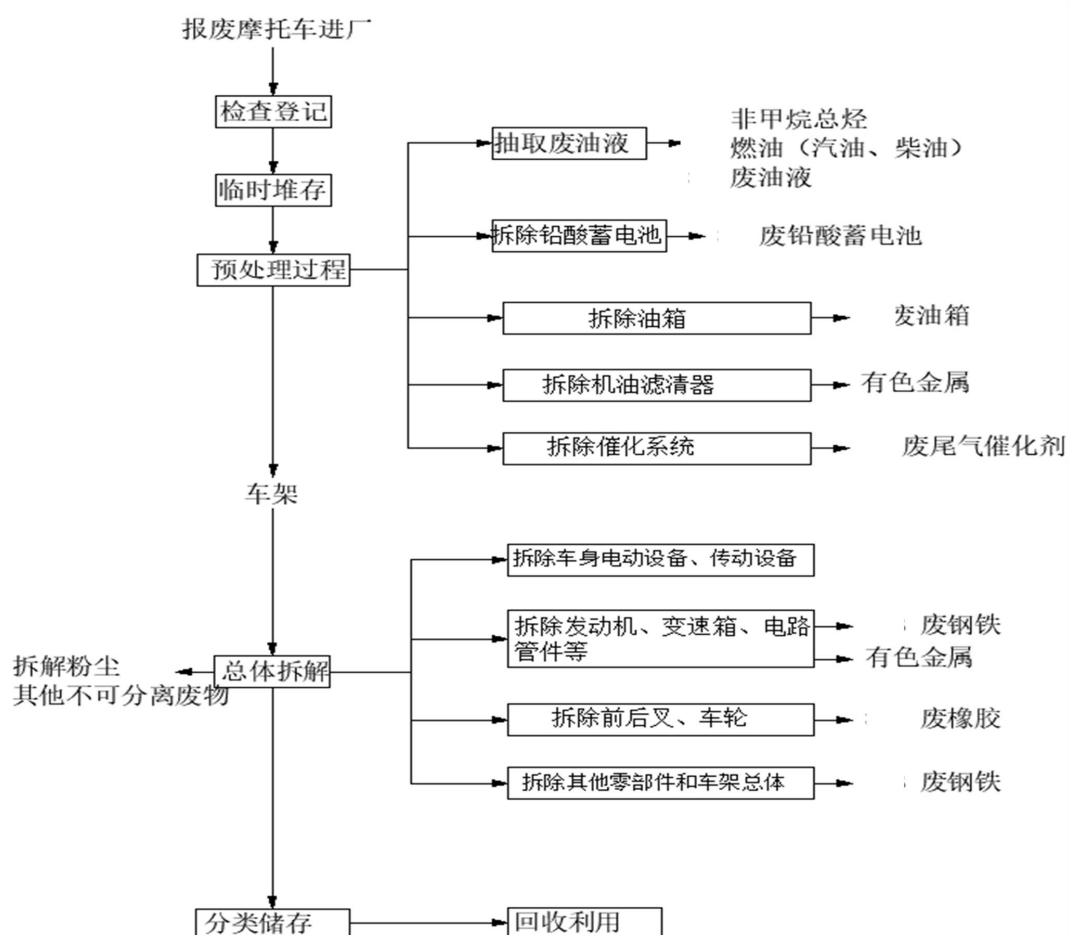 报废摩托车进厂
检查登记
临时堆存
预处理过程
抽取废油液
非甲烷总烃
燃油（汽油、柴油）
废油液
拆除铅酸蓄电池
废铅酸蓄电池
拆除油箱
废油箱
拆除机油滤清器
有色金属
拆除催化系统
废尾气催化剂
车架
总体拆解
拆解粉尘
其他不可分离废物
拆除车身电动设备、传动设备
拆除发动机、变速箱、电路
管件等
废钢铁
有色金属
拆除前后叉、车轮
废橡胶
拆除其他零部件和车架总体
废钢铁
分类储存
回收利用